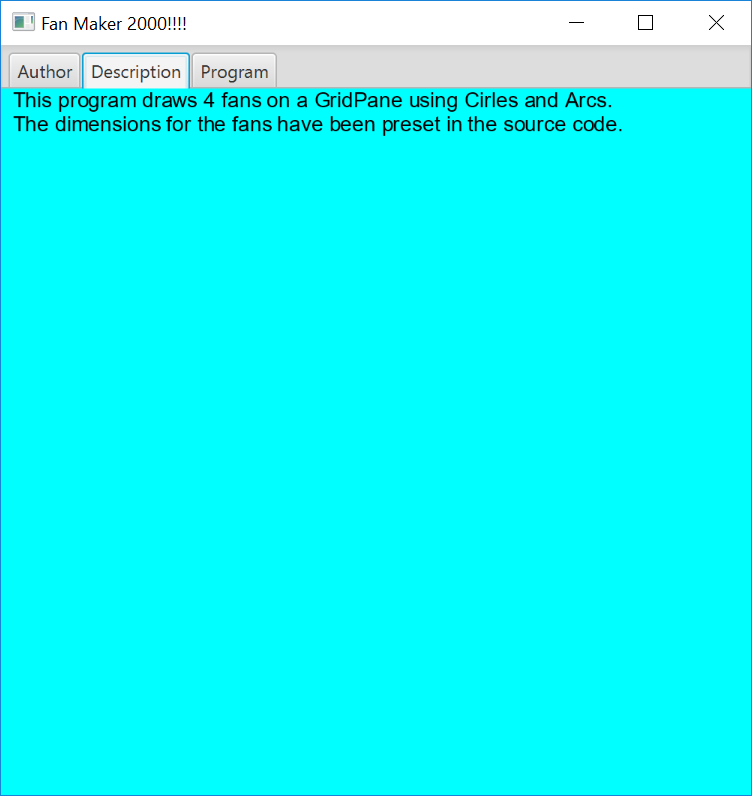 Fan Maker 2000!!!!
Author Description Program
This program draws 4 fans on a GridPane using Cirles and Arcs.
The dimensions for the fans have been preset in the source code.